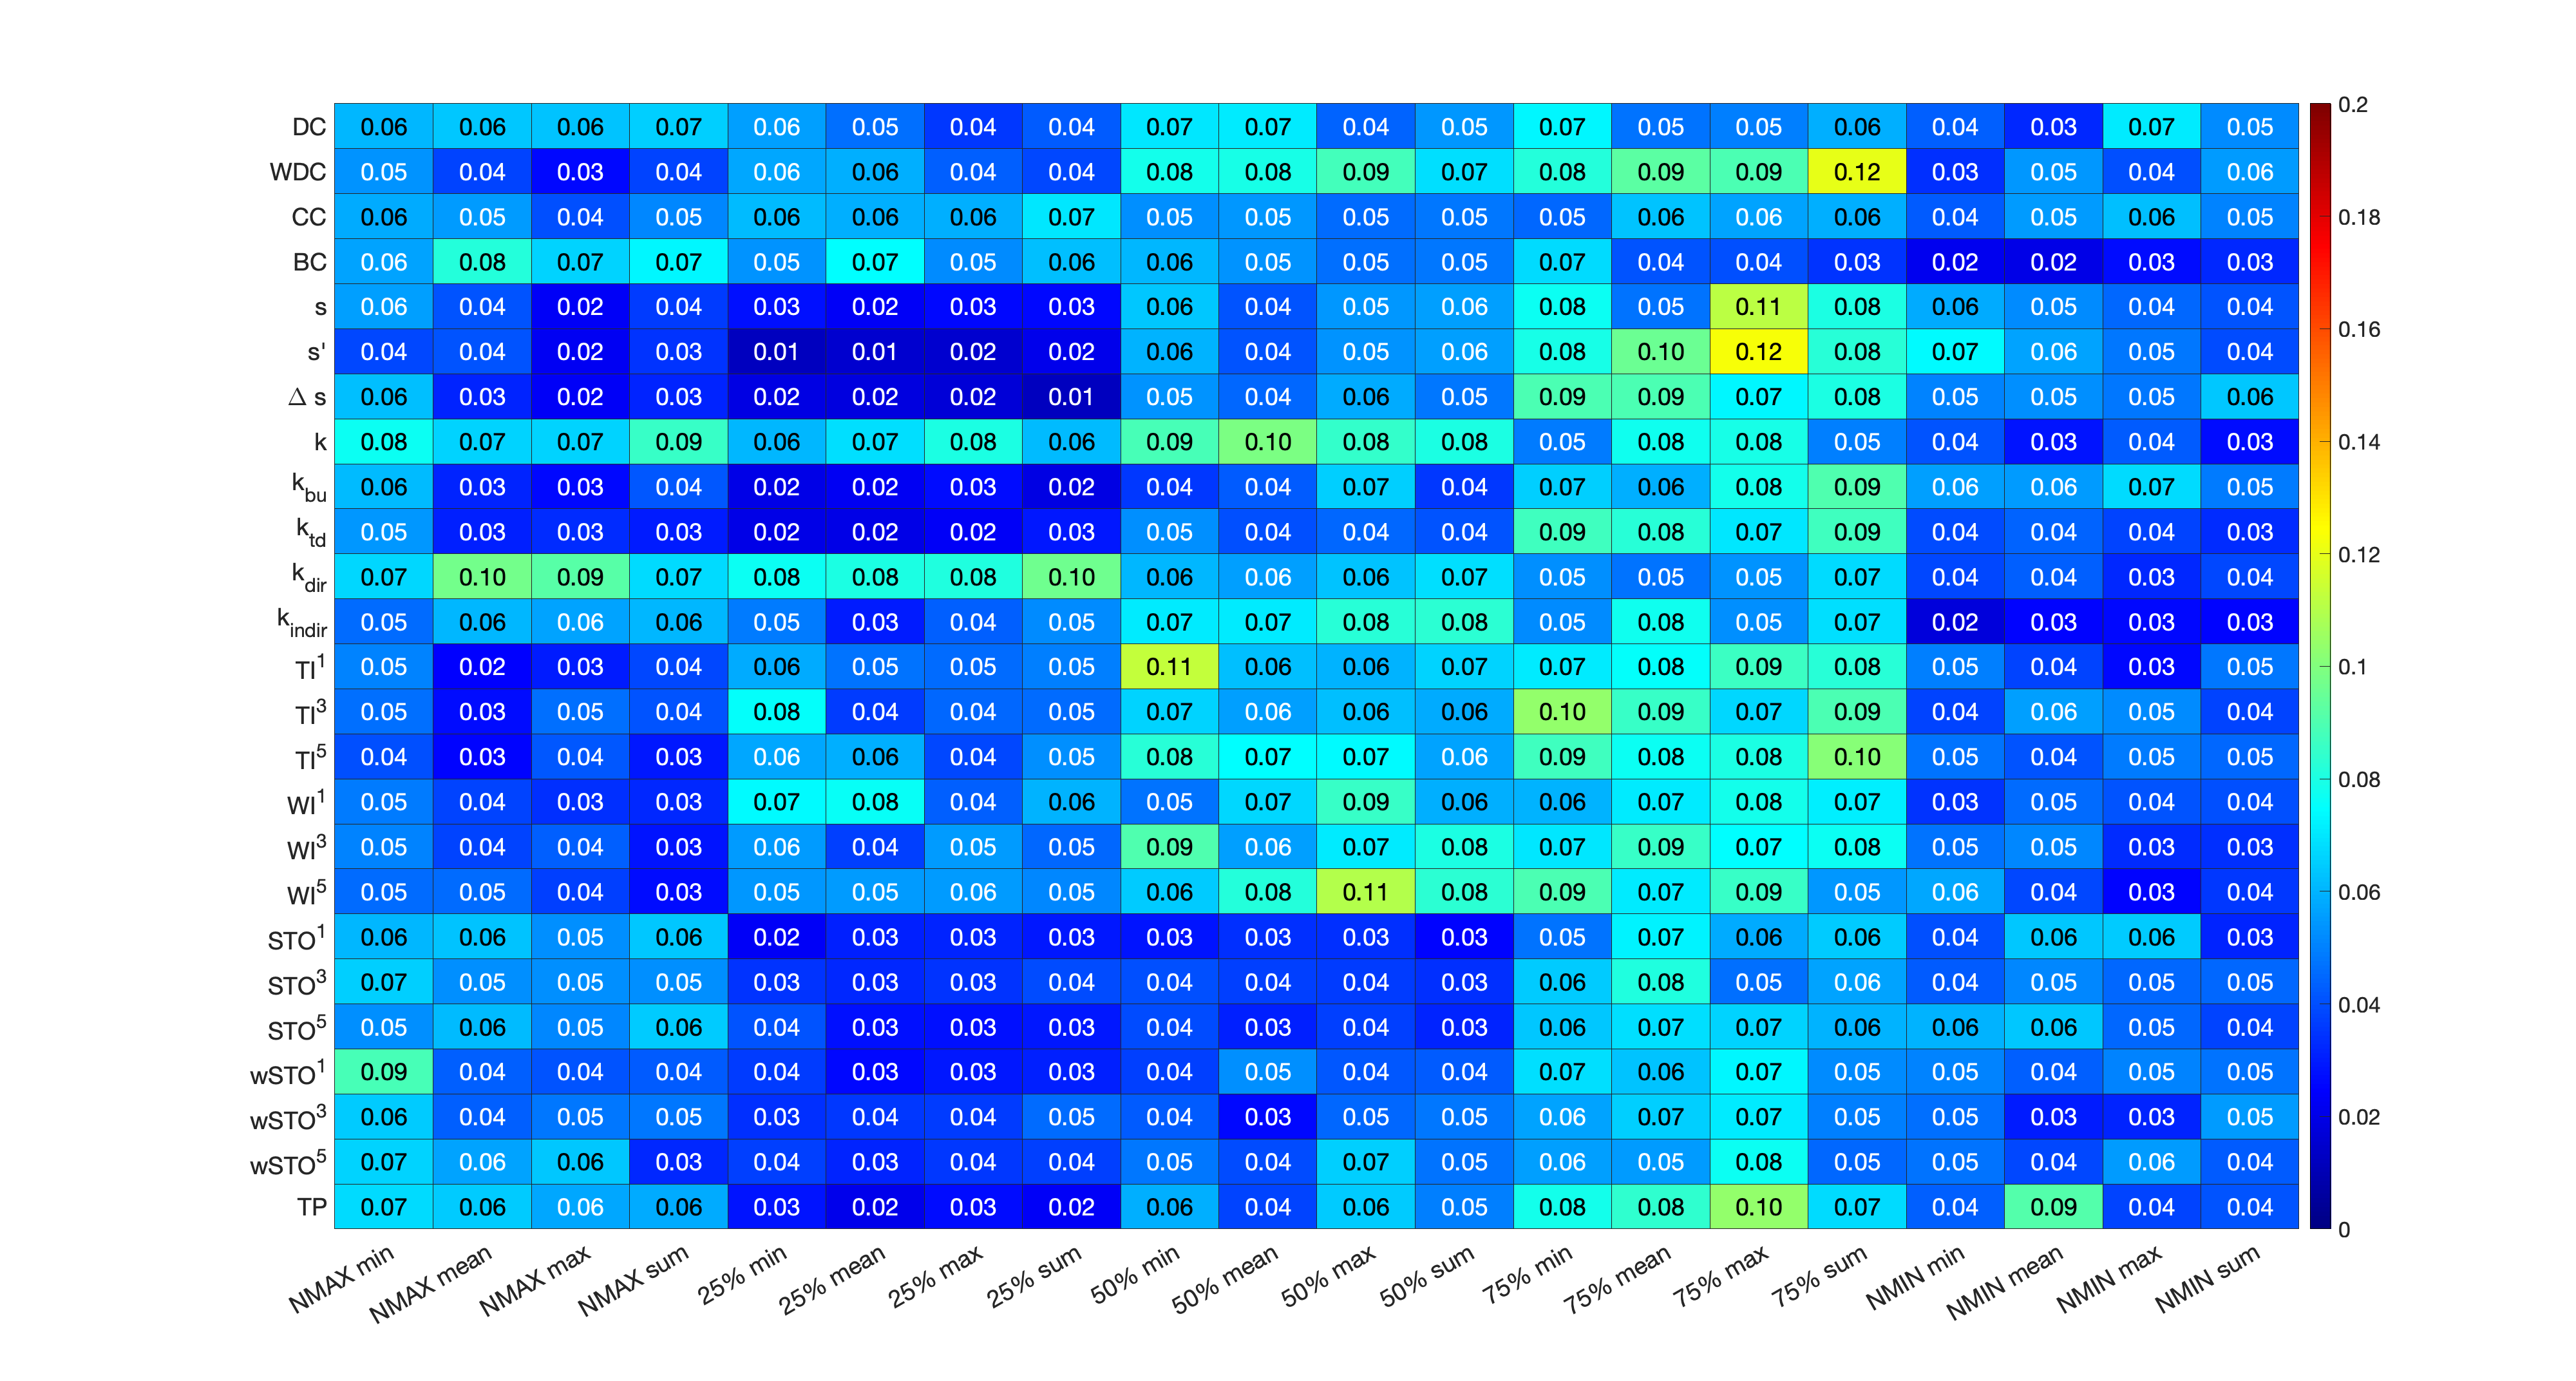 DC 0.06 0.06 0.06 0.07 0.06 0.05 0.04 0.04 0.07 0.07 0.04 0.05 0.07 0.05 0.05 0.06 0.04 0.03 0.07 0.05
WDC 0.05 0.04 0.03 0.04 0.06 0.06 0.04 0.04 0.08 0.08 0.09 0.07 0.08 0.09 0.09 0.12 0.03 0.05 0.04 0.06
CC 0.06 0.05 0.04 0.05 0.06 0.06 0.06 0.07 0.05 0.05 0.05 0.05 0.05 0.06 0.06 0.06 0.04 0.05 0.06 0.05
BC 0.06 0.08 0.07 0.07 0.05 0.07 0.05 0.06 0.06 0.05 0.05 0.05 0.07 0.04 0.04 0.03 0.02 0.02 0.03 0.03
s 0.06 0.04 0.02 0.04 0.03 0.02 0.03 0.03 0.06 0.04 0.05 0.06 0.08 0.05 0.11 0.08 0.06 0.05 0.04 0.04
s' 0.04 0.04 0.02 0.03 0.01 0.01 0.02 0.02 0.06 0.04 0.05 0.06 0.08 0.10 0.12 0.08 0.07 0.06 0.05 0.04
Δ s 0.06 0.03 0.02 0.03 0.02 0.02 0.02 0.01 0.05 0.04 0.06 0.05 0.09 0.09 0.07 0.08 0.05 0.05 0.05 0.06
k 0.08 0.07 0.07 0.09 0.06 0.07 0.08 0.06 0.09 0.10 0.08 0.08 0.05 0.08 0.08 0.05 0.04 0.03 0.04 0.03
k_bu 0.06 0.03 0.03 0.04 0.02 0.02 0.03 0.02 0.04 0.04 0.07 0.04 0.07 0.06 0.08 0.09 0.06 0.06 0.07 0.05
k_td 0.05 0.03 0.03 0.03 0.02 0.02 0.02 0.03 0.05 0.04 0.04 0.04 0.09 0.08 0.07 0.09 0.04 0.04 0.04 0.03
k_dir 0.07 0.10 0.09 0.07 0.08 0.08 0.08 0.10 0.06 0.06 0.06 0.07 0.05 0.05 0.05 0.07 0.04 0.04 0.03 0.04
k_indir 0.05 0.06 0.06 0.06 0.05 0.03 0.04 0.05 0.07 0.07 0.08 0.08 0.05 0.08 0.05 0.07 0.02 0.03 0.03 0.03
TI^1 0.05 0.02 0.03 0.04 0.06 0.05 0.05 0.05 0.11 0.06 0.06 0.07 0.07 0.08 0.09 0.08 0.05 0.04 0.03 0.05
TI^3 0.05 0.03 0.05 0.04 0.08 0.04 0.04 0.05 0.07 0.06 0.06 0.06 0.10 0.09 0.07 0.09 0.04 0.06 0.05 0.04
TI^5 0.04 0.03 0.04 0.03 0.06 0.06 0.04 0.05 0.08 0.07 0.07 0.06 0.09 0.08 0.08 0.10 0.05 0.04 0.05 0.05
WI^1 0.05 0.04 0.03 0.03 0.07 0.08 0.04 0.06 0.05 0.07 0.09 0.06 0.06 0.07 0.08 0.07 0.03 0.05 0.04 0.04
WI^3 0.05 0.04 0.04 0.03 0.06 0.04 0.05 0.05 0.09 0.06 0.07 0.08 0.07 0.09 0.07 0.08 0.05 0.05 0.03 0.03
WI^5 0.05 0.05 0.04 0.03 0.05 0.05 0.06 0.05 0.06 0.08 0.11 0.08 0.09 0.07 0.09 0.05 0.06 0.04 0.03 0.04
STO^1 0.06 0.06 0.05 0.06 0.02 0.03 0.03 0.03 0.03 0.03 0.03 0.03 0.05 0.07 0.06 0.06 0.04 0.06 0.06 0.03
STO^3 0.07 0.05 0.05 0.05 0.03 0.03 0.03 0.04 0.04 0.04 0.04 0.03 0.06 0.08 0.05 0.06 0.04 0.05 0.05 0.05
STO^5 0.05 0.06 0.05 0.06 0.04 0.03 0.03 0.03 0.04 0.03 0.04 0.03 0.06 0.07 0.07 0.06 0.06 0.06 0.05 0.04
wSTO^1 0.09 0.04 0.04 0.04 0.04 0.03 0.03 0.03 0.04 0.05 0.04 0.04 0.07 0.06 0.07 0.05 0.05 0.04 0.05 0.05
wSTO^3 0.06 0.04 0.05 0.05 0.03 0.04 0.04 0.05 0.04 0.03 0.05 0.05 0.06 0.07 0.07 0.05 0.05 0.03 0.03 0.05
wSTO^5 0.07 0.06 0.06 0.03 0.04 0.03 0.04 0.04 0.05 0.04 0.07 0.05 0.06 0.05 0.08 0.05 0.05 0.04 0.06 0.04
TP 0.07 0.06 0.06 0.06 0.03 0.02 0.03 0.02 0.06 0.04 0.06 0.05 0.08 0.08 0.10 0.07 0.04 0.09 0.04 0.04
NMAX min
NMAX mean
NMAX max
NMAX sum
25% min
25% mean
25% max
25% sum
50% min
50% mean
50% max
50% sum
75% min
75% mean
75% max
75% sum
NMIN min
NMIN mean
NMIN max
NMIN sum
0.2
0.18
0.16
0.14
0.12
0.1
0.08
0.06
0.04
0.02
0